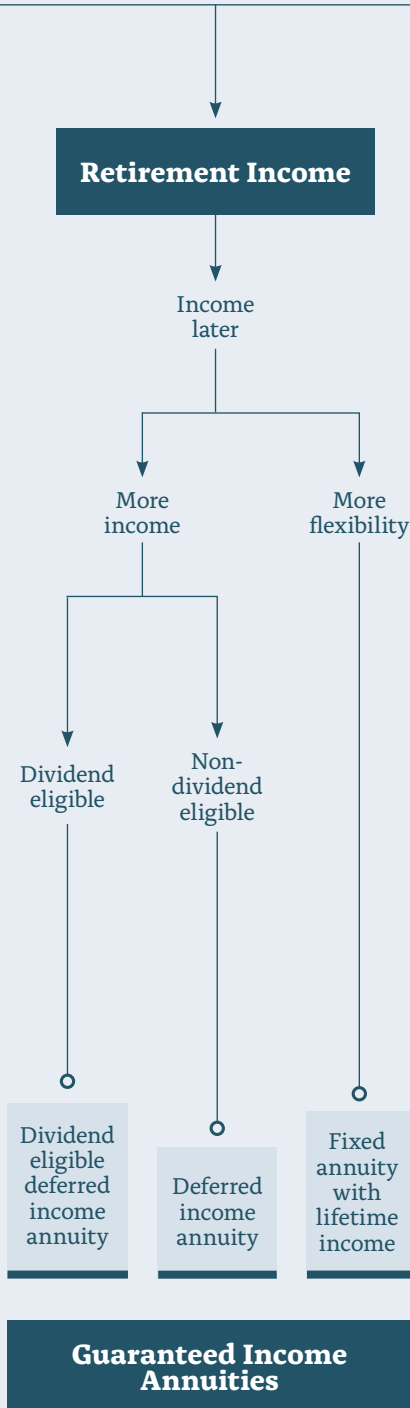 Retirement Income
Income
later
More
income
More
flexibility
Dividend
eligible
Non-
dividend
eligible
Dividend
eligible
deferred
income
annuity
Deferred
income
annuity
Fixed
annuity
with
lifetime
income
Guaranteed Income
Annuities